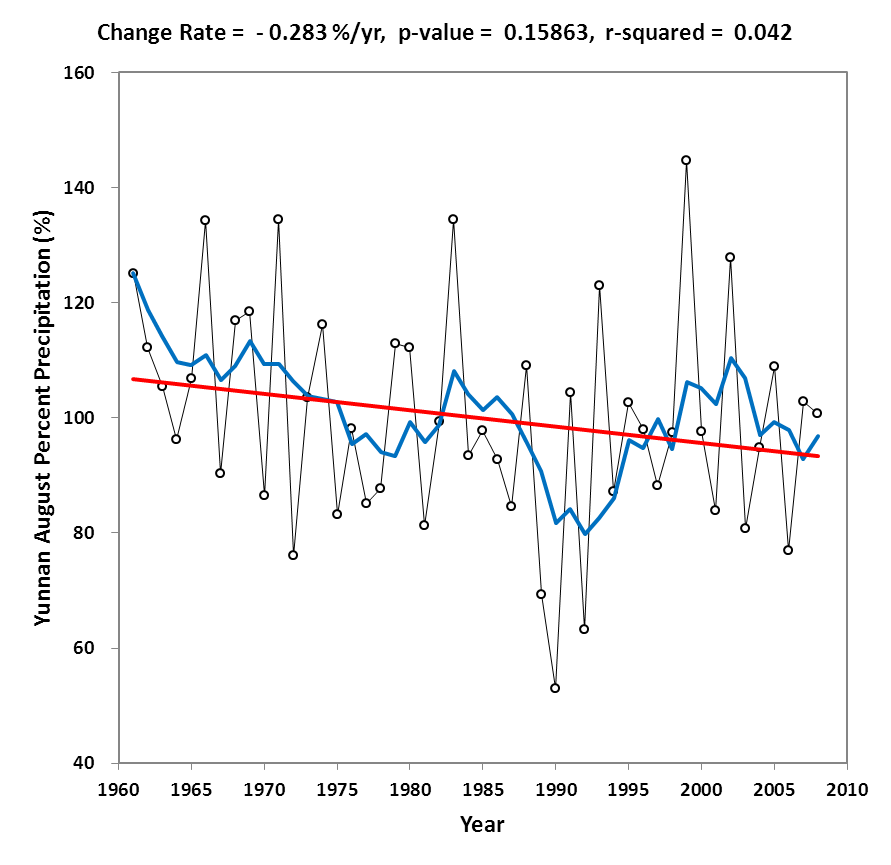 Change Rate = - 0.283 %/yr, p-value = 0.15863, r-squared = 0.042
160
140
120
100
80
60
40
Yunnan August Percent Precipitation (%)
1960 1965 1970 1975 1980 1985 1990 1995 2000 2005 2010
Year